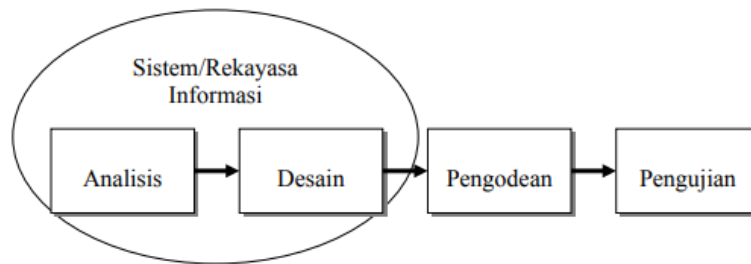 Sistem/Rekayasa
Informasi
Analisis
Desain
Pengodean
Pengujian